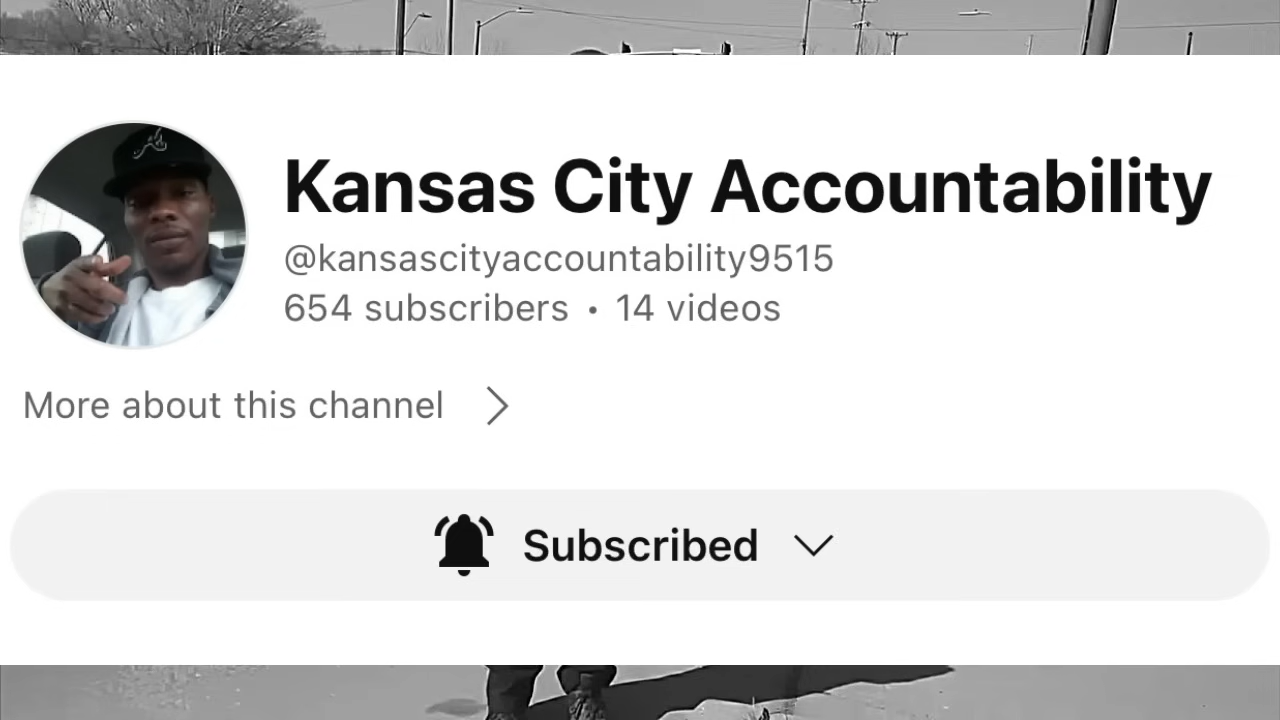 Kansas City Accountability
@kansascityaccountability9515
654 subscribers • 14 videos
More about this channel
Subscribed